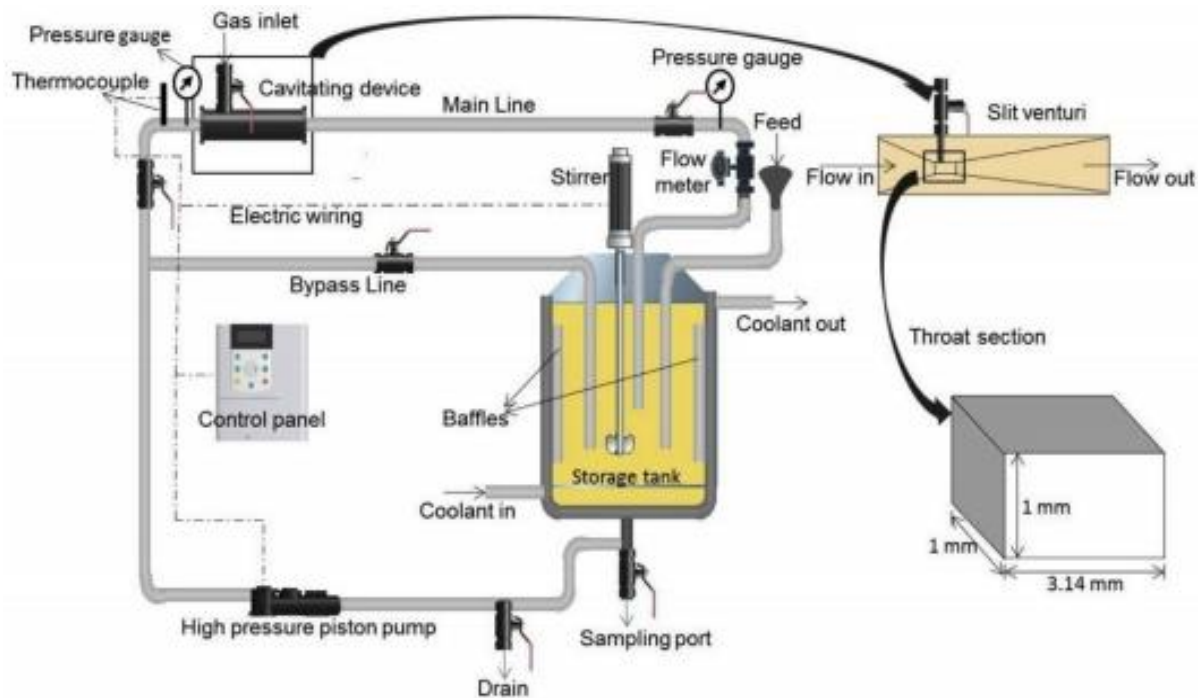 Gas inlet
Pressure gauge
Thermocouple
Cavitating device
Main Line
Pressure gauge
Feed
Slit venturi
Flow
meter
Stirrer
Flow in
Flow out
Electric wiring
Bypass Line
Coolant out
Throat section
Control panel
Baffles
Storage tank
Coolant in
1 mm
1 mm
3.14 mm
High pressure piston pump
Sampling port
Drain